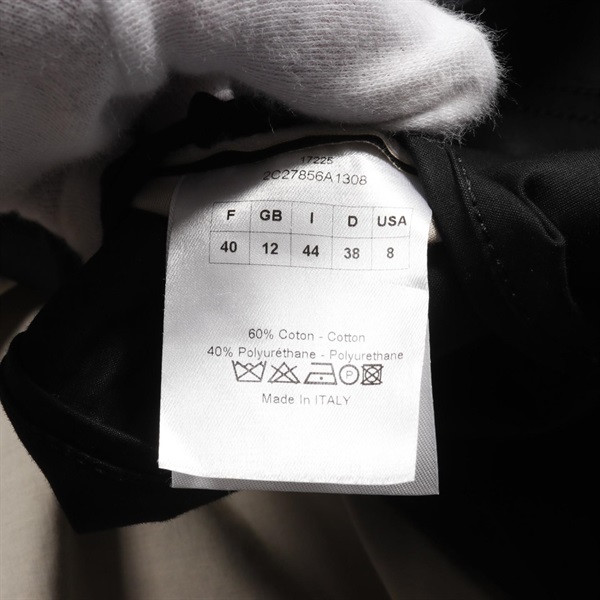 17225
2C27856A1308
F GB I D USA
40 12 44 38 8
60% Coton - Cotton
40% Polyuréthane - Polyurethane
P
Made In ITALY